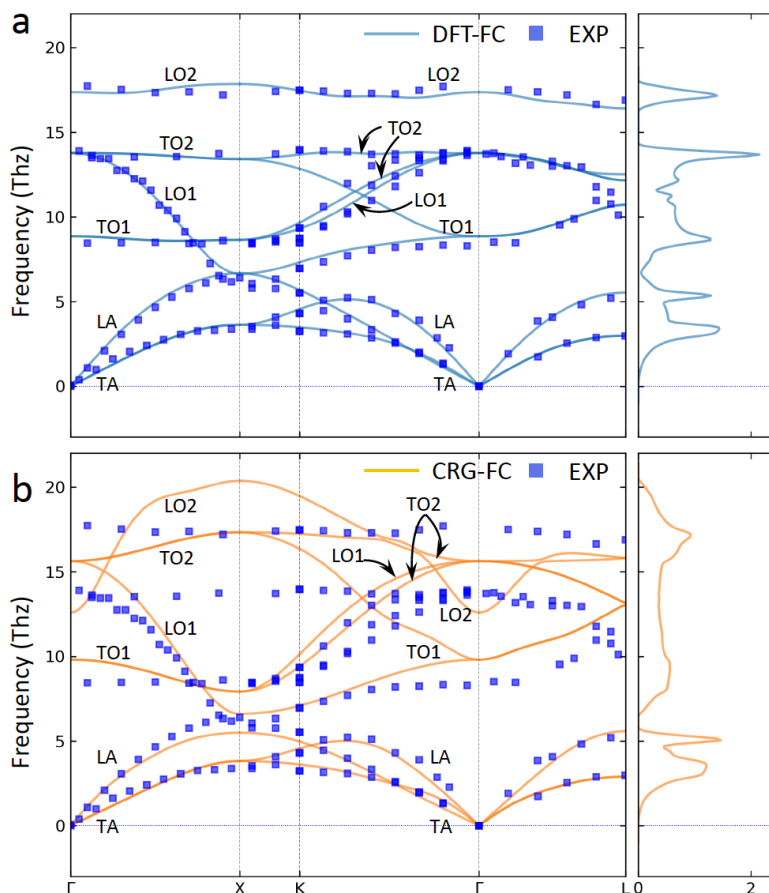 a
DFT-FC EXP
20
15
10
5
0
Frequency (Thz)
LO2
LO2
TO2
TO2
LO1
LO1
TO1
TO1
LA
LA
TA
TA
b
CRG-FC EXP
20
15
10
5
0
Frequency (Thz)
LO2
TO2
TO2
LO1
LO1
LO2
TO1
TO1
LA
LA
TA
TA
Γ X K Γ L 0 2